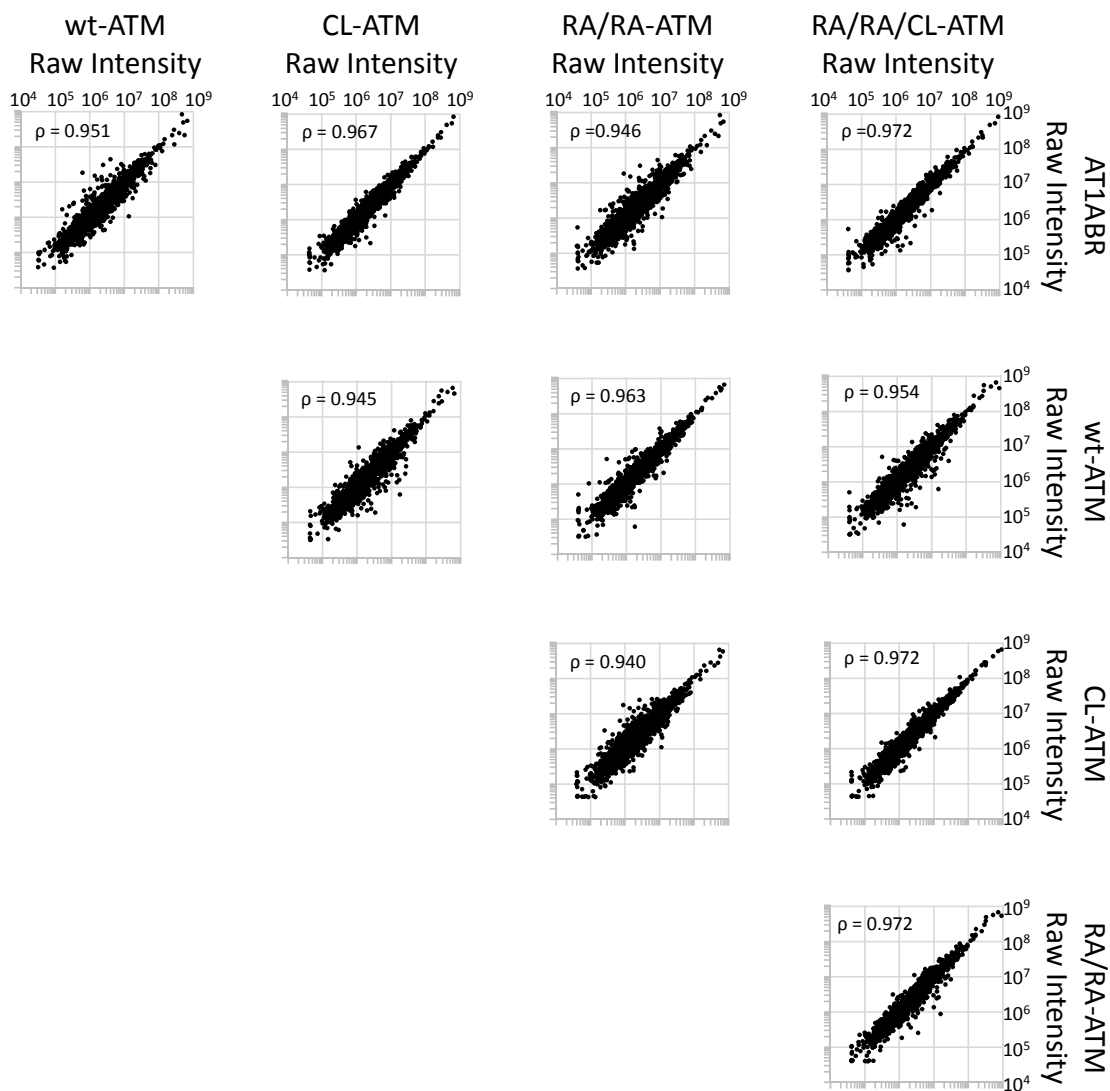 wt-ATM
Raw Intensity
CL-ATM
Raw Intensity
RA/RA-ATM
Raw Intensity
RA/RA/CL-ATM
Raw Intensity
10⁴ 10⁵ 10⁶ 10⁷ 10⁸ 10⁹
10⁴ 10⁵ 10⁶ 10⁷ 10⁸ 10⁹
10⁴ 10⁵ 10⁶ 10⁷ 10⁸ 10⁹
10⁴ 10⁵ 10⁶ 10⁷ 10⁸ 10⁹
ρ = 0.951
ρ = 0.967
ρ =0.946
ρ =0.972
10⁹
10⁸
10⁷
10⁶
10⁵
10⁴
AT1ABR
Raw Intensity
ρ = 0.945
ρ = 0.963
ρ = 0.954
10⁹
10⁸
10⁷
10⁶
10⁵
10⁴
wt-ATM
Raw Intensity
ρ = 0.940
ρ = 0.972
10⁹
10⁸
10⁷
10⁶
10⁵
10⁴
CL-ATM
Raw Intensity
ρ = 0.972
10⁹
10⁸
10⁷
10⁶
10⁵
10⁴
RA/RA-ATM
Raw Intensity